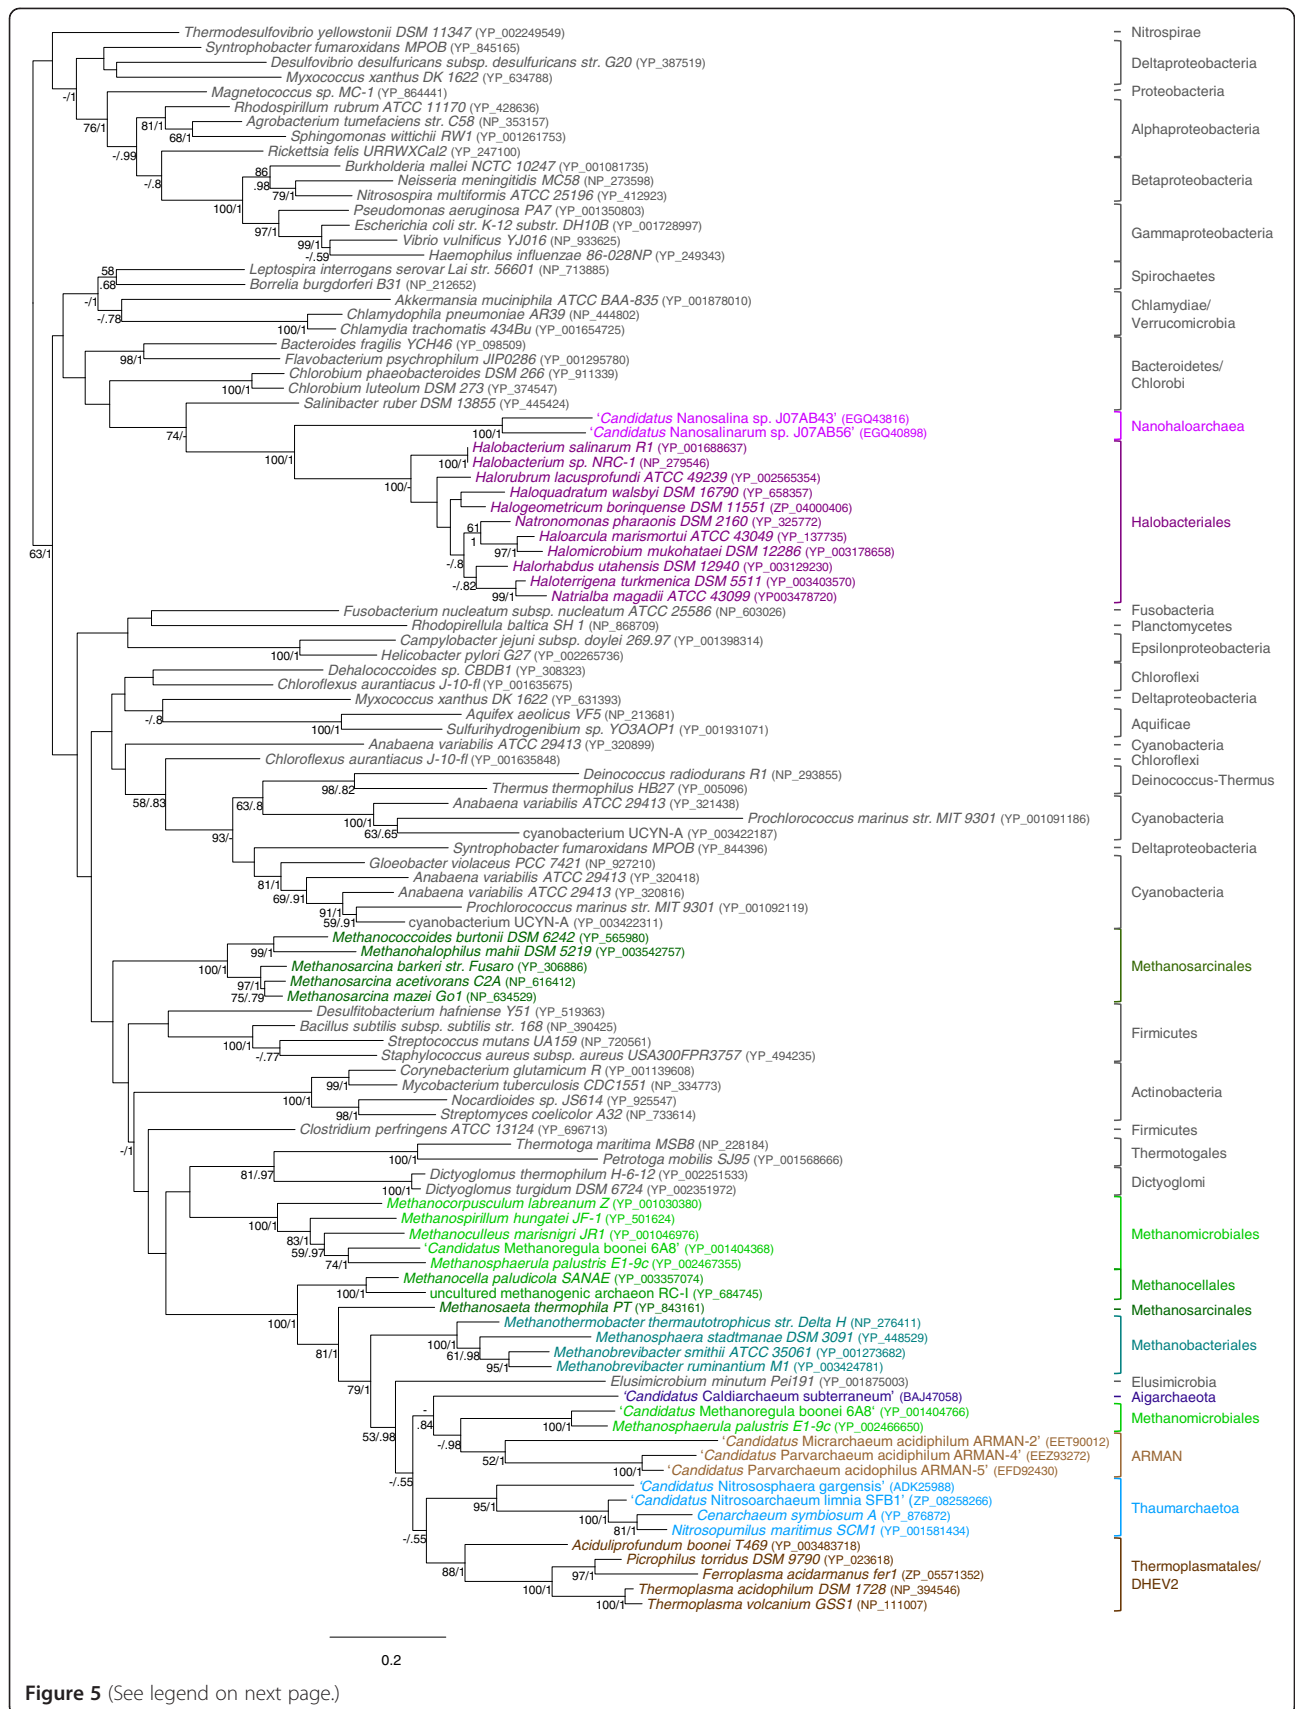 Thermodesulfovibrio yellowstonii DSM 11347 (YP_002249549) Nitrospirae
Syntrophobacter fumaroxidans MPOB (YP_845165)
Desulfovibrio desulfuricans subsp. desulfuricans str. G20 (YP_387519) Deltaproteobacteria
Myxococcus xanthus DK 1622 (YP_634788)
-/1
Magnetococcus sp. MC-1 (YP_864441) Proteobacteria
Rhodospirillum rubrum ATCC 11170 (YP_428636)
76/1 81/1 Agrobacterium tumefaciens str. C58 (NP_353157) Alphaproteobacteria
68/1 Sphingomonas wittichii RW1 (YP_001261753)
-/.99 Rickettsia felis URRWXCal2 (YP_247100)
Burkholderia mallei NCTC 10247 (YP_001081735)
86
.98
-/.8 Neisseria meningitidis MC58 (NP_273598) Betaproteobacteria
79/1 Nitrosospira multiformis ATCC 25196 (YP_412923)
100/1 Pseudomonas aeruginosa PA7 (YP_001350803)
Escherichia coli str. K-12 substr. DH10B (YP_001728997)
97/1 Gammaproteobacteria
99/1 Vibrio vulnificus YJ016 (NP_933625)
-/.59 Haemophilus influenzae 86-028NP (YP_249343)
58 Leptospira interrogans serovar Lai str. 56601 (NP_713885) Spirochaetes
.68 Borrelia burgdorferi B31 (NP_212652)
-/1 Akkermansia muciniphila ATCC BAA-835 (YP_001878010) Chlamydiae/
-/.78 Chlamydophila pneumoniae AR39 (NP_444802) Verrucomicrobia
100/1 Chlamydia trachomatis 434Bu (YP_001654725)
Bacteroides fragilis YCH46 (YP_098509)
98/1 Flavobacterium psychrophilum JIP0286 (YP_001295780) Bacteroidetes/
Chlorobium phaeobacteroides DSM 266 (YP_911339) Chlorobi
100/1 Chlorobium luteolum DSM 273 (YP_374547)
Salinibacter ruber DSM 13855 (YP_445424)
'Candidatus Nanosalina sp. J07AB43' (EGQ43816) Nanohaloarchaea
74/- 100/1 'Candidatus Nanosalinarum sp. J07AB56' (EGQ40898)
Halobacterium salinarum R1 (YP_001688637)
100/1 100/1 Halobacterium sp. NRC-1 (NP_279546)
Halorubrum lacusprofundi ATCC 49239 (YP_002565354)
100/- Haloquadratum walsbyi DSM 16790 (YP_658357)
Halogeometricum borinquense DSM 11551 (ZP_04000406)
61 Natronomonas pharaonis DSM 2160 (YP_325772) Halobacteriales
1 Haloarcula marismortui ATCC 43049 (YP_137735)
63/1 97/1 Halomicrobium mukohataei DSM 12286 (YP_003178658)
-/.8 Halorhabdus utahensis DSM 12940 (YP_003129230)
-/.82 Haloterrigena turkmenica DSM 5511 (YP_003403570)
99/1 Natrialba magadii ATCC 43099 (YP003478720)
Fusobacterium nucleatum subsp. nucleatum ATCC 25586 (NP_603026) Fusobacteria
Rhodopirellula baltica SH 1 (NP_868709) Planctomycetes
Campylobacter jejuni subsp. doylei 269.97 (YP_001398314) Epsilonproteobacteria
100/1 Helicobacter pylori G27 (YP_002265736)
Dehalococcoides sp. CBDB1 (YP_308323) Chloroflexi
Chloroflexus aurantiacus J-10-fl (YP_001635675)
Myxococcus xanthus DK 1622 (YP_631393) Deltaproteobacteria
-/.8 Aquifex aeolicus VF5 (NP_213681) Aquificae
100/1 Sulfurihydrogenibium sp. YO3AOP1 (YP_001931071)
Anabaena variabilis ATCC 29413 (YP_320899) Cyanobacteria
Chloroflexus aurantiacus J-10-fl (YP_001635848) Chloroflexi
Deinococcus radiodurans R1 (NP_293855) Deinococcus-Thermus
98/.82 Thermus thermophilus HB27 (YP_005096)
58/.83 63/.8 Anabaena variabilis ATCC 29413 (YP_321438)
100/1 Prochlorococcus marinus str. MIT 9301 (YP_001091186) Cyanobacteria
93/- 63/.65 cyanobacterium UCYN-A (YP_003422187)
Syntrophobacter fumaroxidans MPOB (YP_844396) Deltaproteobacteria
Gloeobacter violaceus PCC 7421 (NP_927210)
81/1 Anabaena variabilis ATCC 29413 (YP_320418)
69/.91 Anabaena variabilis ATCC 29413 (YP_320816) Cyanobacteria
91/1 Prochlorococcus marinus str. MIT 9301 (YP_001092119)
59/.91 cyanobacterium UCYN-A (YP_003422311)
Methanococcoides burtonii DSM 6242 (YP_565980)
99/1 Methanohalophilus mahii DSM 5219 (YP_003542757)
100/1 Methanosarcina barkeri str. Fusaro (YP_306886) Methanosarcinales
97/1 Methanosarcina acetivorans C2A (NP_616412)
75/.79 Methanosarcina mazei Go1 (NP_634529)
Desulfitobacterium hafniense Y51 (YP_519363)
Bacillus subtilis subsp. subtilis str. 168 (NP_390425) Firmicutes
100/1 Streptococcus mutans UA159 (NP_720561)
-/.77 Staphylococcus aureus subsp. aureus USA300FPR3757 (YP_494235)
Corynebacterium glutamicum R (YP_001139608)
99/1 Mycobacterium tuberculosis CDC1551 (NP_334773) Actinobacteria
100/1 Nocardioides sp. JS614 (YP_925547)
98/1 Streptomyces coelicolor A32 (NP_733614)
Clostridium perfringens ATCC 13124 (YP_696713) Firmicutes
-/1 Thermotoga maritima MSB8 (NP_228184) Thermotogales
100/1 Petrotoga mobilis SJ95 (YP_001568666)
81/.97 Dictyoglomus thermophilum H-6-12 (YP_002251533) Dictyoglomi
100/1 Dictyoglomus turgidum DSM 6724 (YP_002351972)
Methanocorpusculum labreanum Z (YP_001030380)
100/1 Methanospirillum hungatei JF-1 (YP_501624)
83/1 Methanoculleus marisnigri JR1 (YP_001046976) Methanomicrobiales
59/.97 'Candidatus Methanoregula boonei 6A8' (YP_001404368)
74/1 Methanosphaerula palustris E1-9c (YP_002467355)
Methanocella paludicola SANAE (YP_003357074) Methanocellales
100/1 uncultured methanogenic archaeon RC-I (YP_684745)
100/1 Methanosaeta thermophila PT (YP_843161) Methanosarcinales
Methanothermobacter thermautotrophicus str. Delta H (NP_276411)
81/1 100/1 Methanosphaera stadtmanae DSM 3091 (YP_448529) Methanobacteriales
61/.98 Methanobrevibacter smithii ATCC 35061 (YP_001273682)
95/1 Methanobrevibacter ruminantium M1 (YP_003424781)
79/1 Elusimicrobium minutum Pei191 (YP_001875003) Elusimicrobia
'Candidatus Caldiarchaeum subterraneum' (BAJ47058) Aigarchaeota
-
.84
'Candidatus Methanoregula boonei 6A8' (YP_001404766) Methanomicrobiales
53/.98 100/1 Methanosphaerula palustris E1-9c (YP_002466650)
-/.98 'Candidatus Micrarchaeum acidiphilum ARMAN-2' (EET90012)
52/1 'Candidatus Parvarchaeum acidiphilum ARMAN-4' (EEZ93272) ARMAN
100/1 'Candidatus Parvarchaeum acidophilus ARMAN-5' (EFD92430)
-/.55 'Candidatus Nitrososphaera gargensis' (ADK25988)
95/1 'Candidatus Nitrosoarchaeum limnia SFB1' (ZP_08258266) Thaumarchaetoa
100/1 Cenarchaeum symbiosum A (YP_876872)
81/1 Nitrosopumilus maritimus SCM1 (YP_001581434)
-/.55 Aciduliprofundum boonei T469 (YP_003483718)
Picrophilus torridus DSM 9790 (YP_023618) Thermoplasmatales/
88/1 97/1 Ferroplasma acidarmanus fer1 (ZP_05571352) DHEV2
100/1 Thermoplasma acidophilum DSM 1728 (NP_394546)
100/1 Thermoplasma volcanium GSS1 (NP_111007)
0.2
Figure 5 (See legend on next page.)